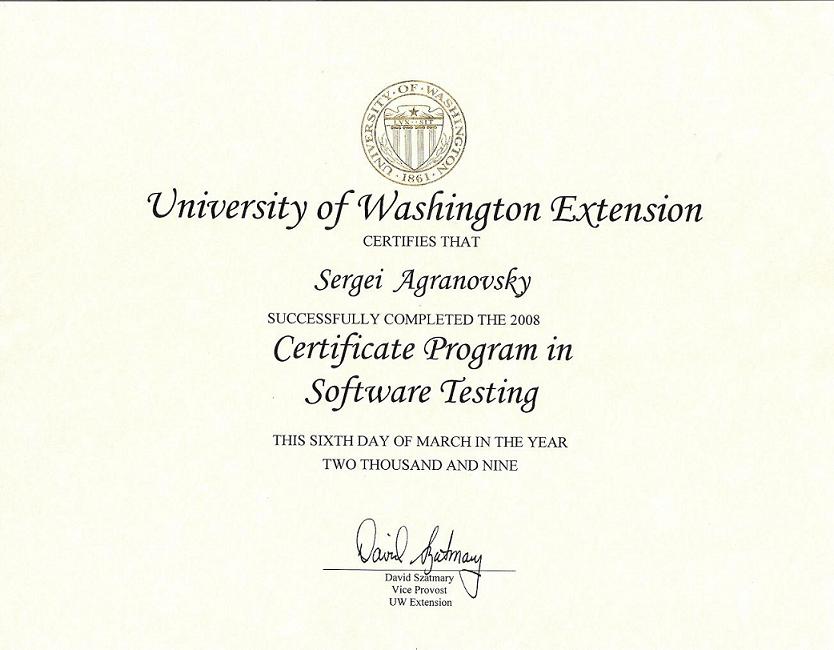 UNIVERSITY·OF·WASHINGTON
LVX SIT
·1861·
University of Washington Extension
CERTIFIES THAT
Sergei Agranovsky
SUCCESSFULLY COMPLETED THE 2008
Certificate Program in
Software Testing
THIS SIXTH DAY OF MARCH IN THE YEAR
TWO THOUSAND AND NINE
David Szatmary
David Szatmary
Vice Provost
UW Extension